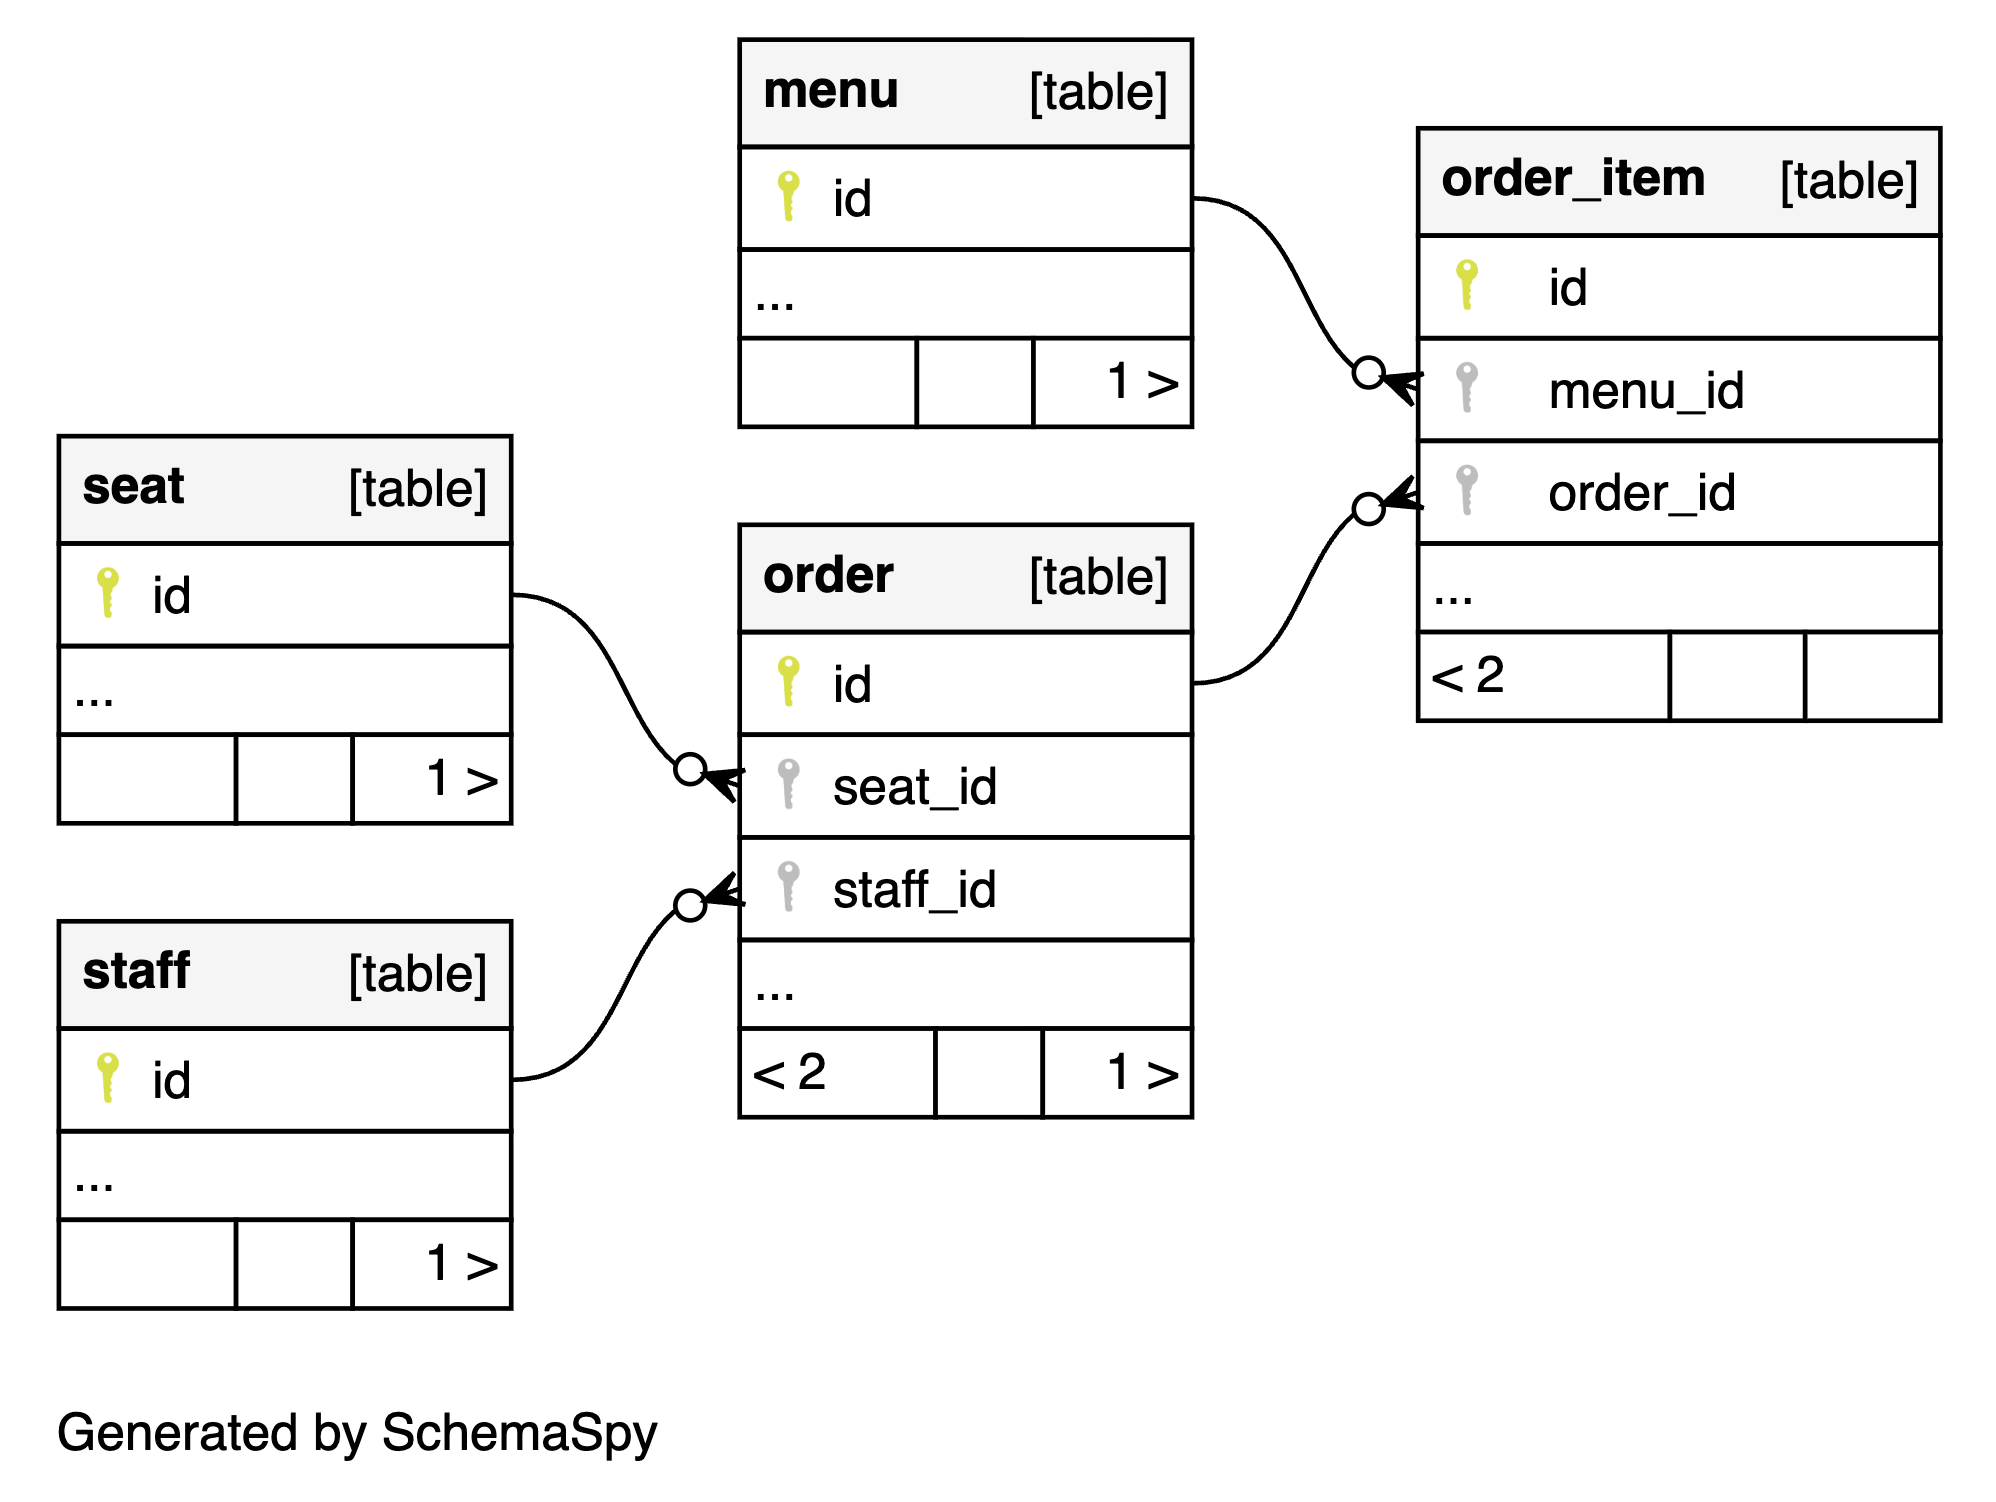 menu [table]
id
...
1 >
order_item [table]
id
menu_id
order_id
...
< 2
seat [table]
id
...
1 >
order [table]
id
seat_id
staff_id
...
< 2 1 >
staff [table]
id
...
1 >
Generated by SchemaSpy